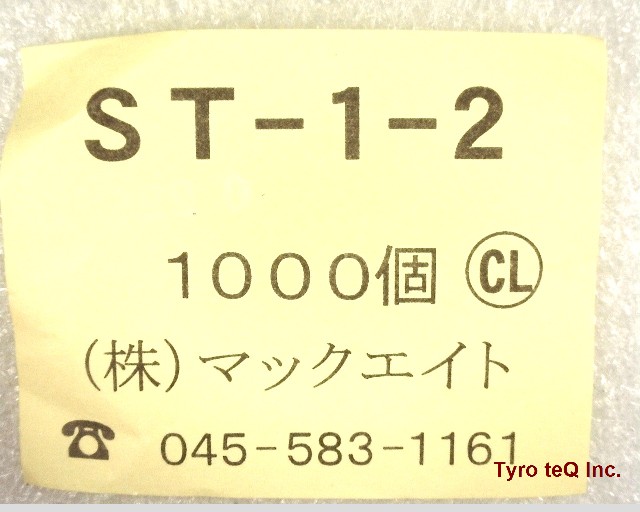 ST-1-2
1000個 CL
(株)マックエイト
☎ 045-583-1161
Tyro teQ Inc.